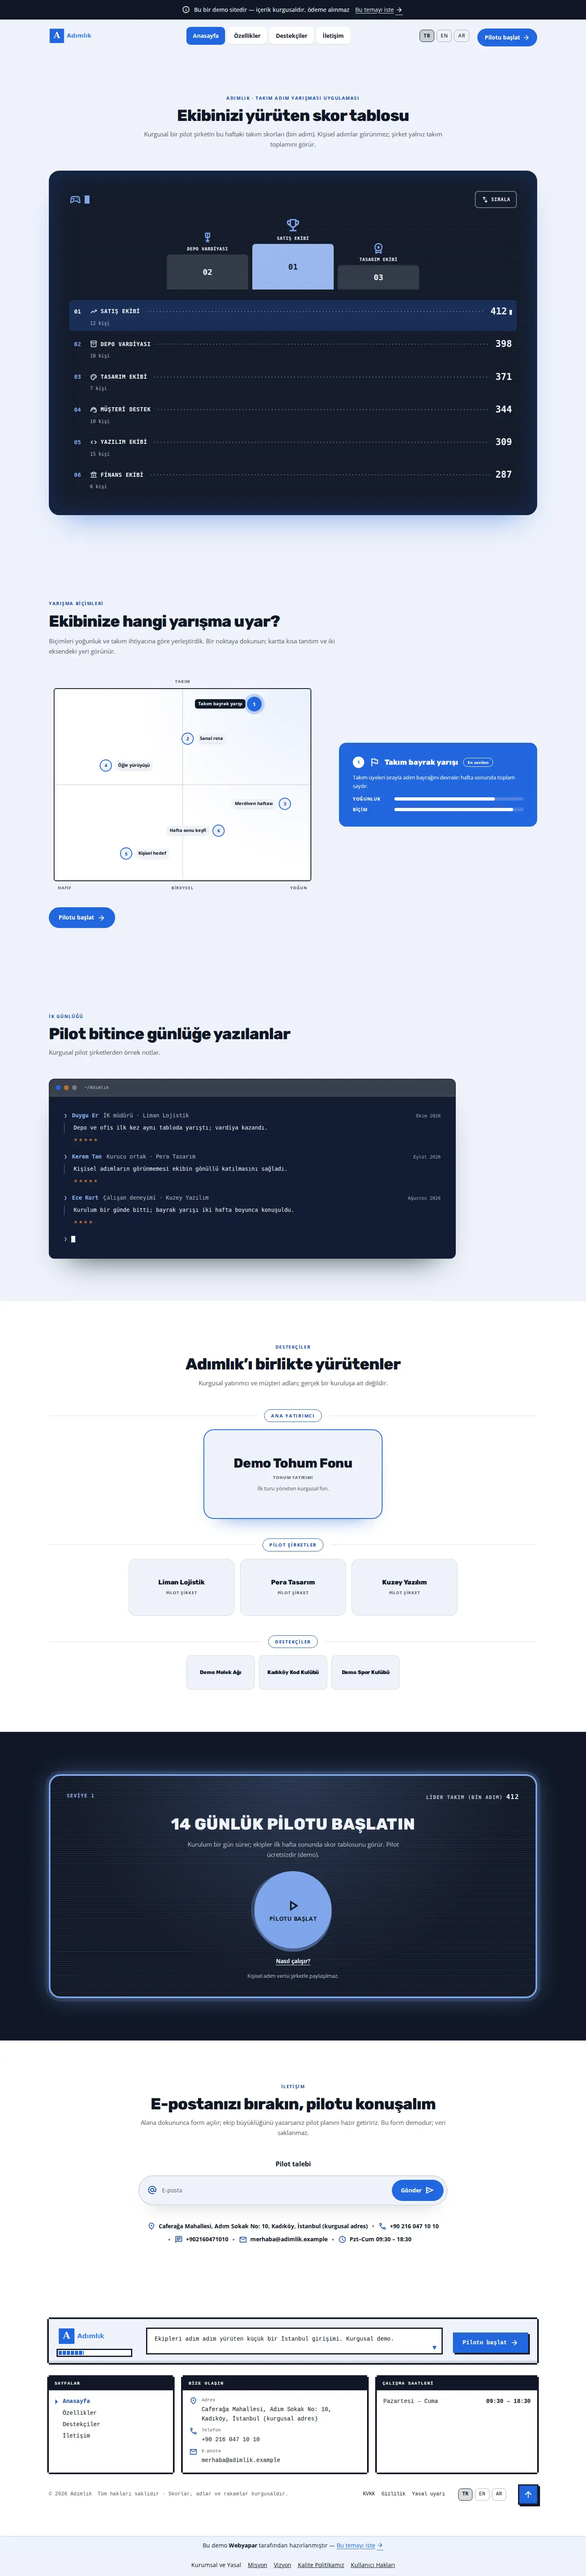 Bu bir demo sitedir — içerik kurgusaldır, ödeme alınmaz Bu temayı iste →
A Adımlık
Anasayfa Özellikler Destekçiler İletişim
TR EN AR Pilotu başlat →
ADIMLIK · TAKIM ADIM YARIŞMASI UYGULAMASI
Ekibinizi yürüten skor tablosu
Kurgusal bir pilot şirketin bu haftaki takım skorları (bin adım). Kişisel adımlar görünmez; şirket yalnız takım
toplamını görür.
SIRALA
SATIŞ EKİBİ
DEPO VARDİYASI
TASARIM EKİBİ
02 01 03
01 SATIŞ EKİBİ 412
12 kişi
02 DEPO VARDİYASI 398
18 kişi
03 TASARIM EKİBİ 371
7 kişi
04 MÜŞTERİ DESTEK 344
10 kişi
05 YAZILIM EKİBİ 309
15 kişi
06 FİNANS EKİBİ 287
6 kişi
YARIŞMA BİÇİMLERİ
Ekibinize hangi yarışma uyar?
Biçimleri yoğunluk ve takım ihtiyacına göre yerleştirdik. Bir noktaya dokunun; kartta kısa tanıtım ve iki
eksendeki yeri görünür.
TAKIM
Takım bayrak yarışı 1
2 Sanal rota
4 Öğle yürüyüşü
Merdiven haftası 3
Hafta sonu keşfi 6
5 Kişisel hedef
HAFİF BİREYSEL YOĞUN
1 Takım bayrak yarışı En sevilen
Takım üyeleri sırayla adım bayrağını devralır; hafta sonunda toplam
sayılır.
YOĞUNLUK
BİÇİM
Pilotu başlat →
İK GÜNLÜĞÜ
Pilot bitince günlüğe yazılanlar
Kurgusal pilot şirketlerden örnek notlar.
~/Adımlık
❯ Duygu Er İK müdürü · Liman Lojistik Ekim 2026
Depo ve ofis ilk kez aynı tabloda yarıştı; vardiya kazandı.
★★★★★
❯ Kerem Tan Kurucu ortak · Pera Tasarım Eylül 2026
Kişisel adımların görünmemesi ekibin gönüllü katılmasını sağladı.
★★★★★
❯ Ece Kurt Çalışan deneyimi · Kuzey Yazılım Ağustos 2026
Kurulum bir günde bitti; bayrak yarışı iki hafta boyunca konuşuldu.
★★★★
❯
DESTEKÇİLER
Adımlık’ı birlikte yürütenler
Kurgusal yatırımcı ve müşteri adları; gerçek bir kuruluşa ait değildir.
ANA YATIRIMCI
Demo Tohum Fonu
TOHUM YATIRIMI
İlk turu yöneten kurgusal fon.
PİLOT ŞİRKETLER
Liman Lojistik Pera Tasarım Kuzey Yazılım
PİLOT ŞİRKET PİLOT ŞİRKET PİLOT ŞİRKET
DESTEKÇİLER
Demo Melek Ağı Kadıköy Kod Kulübü Demo Spor Kulübü
SEVİYE 1 LİDER TAKIM (BİN ADIM) 412
14 GÜNLÜK PİLOTU BAŞLATIN
Kurulum bir gün sürer; ekipler ilk hafta sonunda skor tablosunu görür. Pilot
ücretsizdir (demo).
PİLOTU BAŞLAT
Nasıl çalışır?
Kişisel adım verisi şirketle paylaşılmaz.
İLETİŞİM
E-postanızı bırakın, pilotu konuşalım
Alana dokununca form açılır; ekip büyüklüğünü yazarsanız pilot planını hazır getiririz. Bu form demodur; veri
saklanmaz.
Pilot talebi
E-posta Gönder
Caferağa Mahallesi, Adım Sokak No: 10, Kadıköy, İstanbul (kurgusal adres) • +90 216 047 10 10
• +902160471010 • merhaba@adimlik.example • Pzt–Cum 09:30 – 18:30
A Adımlık
Ekipleri adım adım yürüten küçük bir İstanbul girişimi. Kurgusal demo.
▼
Pilotu başlat →
SAYFALAR
Anasayfa
Özellikler
Destekçiler
İletişim
BİZE ULAŞIN
Adres
Caferağa Mahallesi, Adım Sokak No: 10,
Kadıköy, İstanbul (kurgusal adres)
Telefon
+90 216 047 10 10
E-posta
merhaba@adimlik.example
ÇALIŞMA SAATLERİ
Pazartesi – Cuma 09:30 – 18:30
© 2026 Adımlık Tüm hakları saklıdır · Skorlar, adlar ve rakamlar kurgusaldır.
KVKK Gizlilik Yasal uyarı TR EN AR
Bu demo Webyapar tarafından hazırlanmıştır — Bu temayı iste →
Kurumsal ve Yasal Misyon Vizyon Kalite Politikamız Kullanıcı Hakları